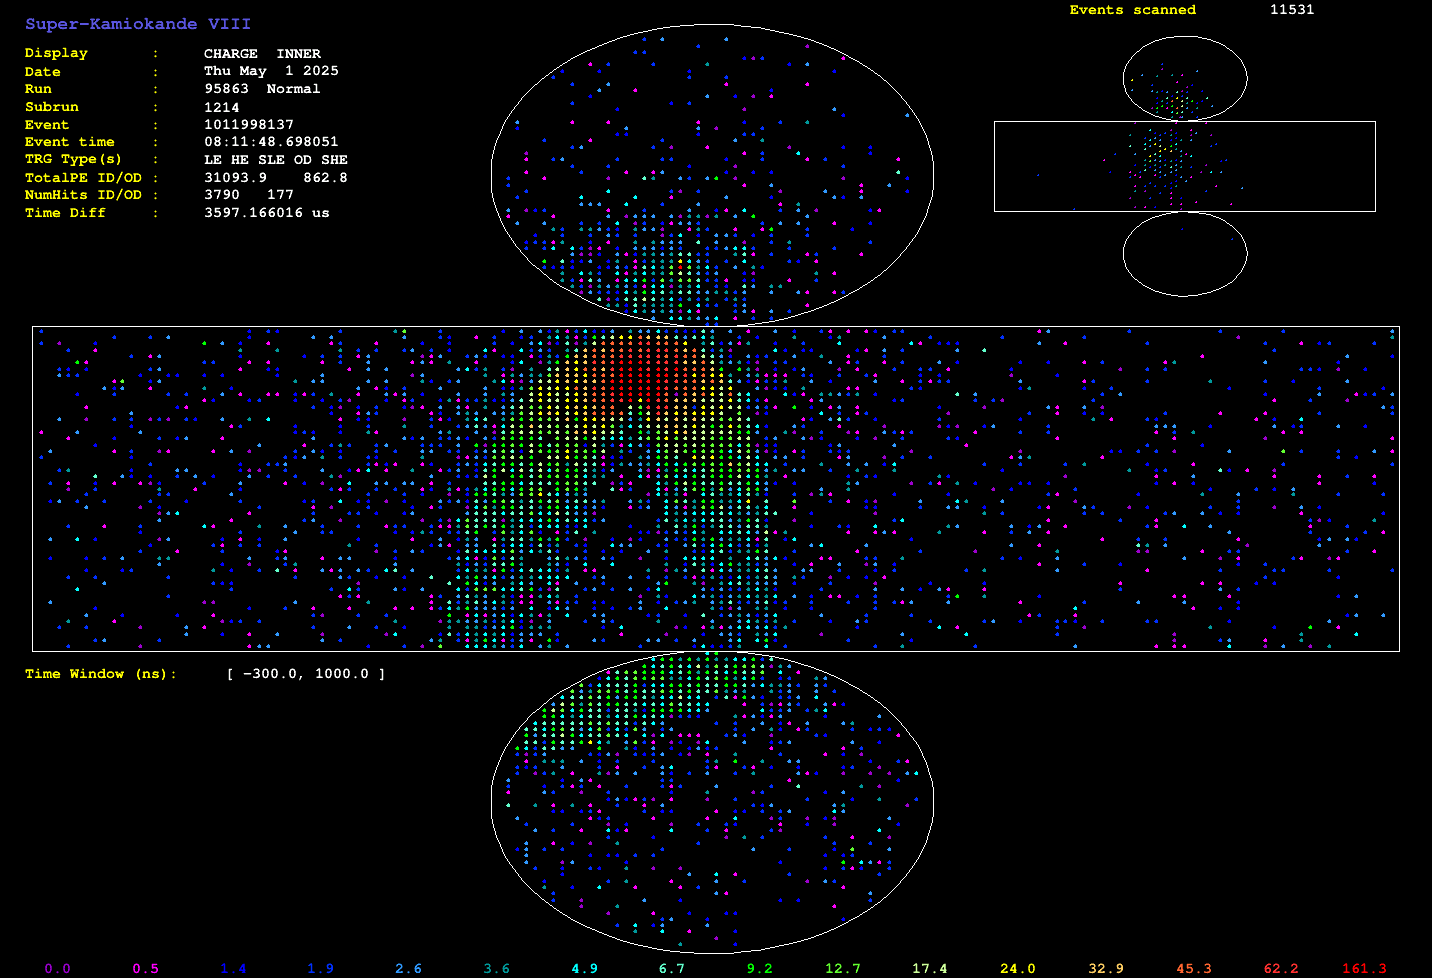 Super-Kamiokande VIII
Events scanned 11531
Display : CHARGE INNER
Date : Thu May 1 2025
Run : 95863 Normal
Subrun : 1214
Event : 1011998137
Event time : 08:11:48.698051
TRG Type(s) : LE HE SLE OD SHE
TotalPE ID/OD : 31093.9 862.8
NumHits ID/OD : 3790 177
Time Diff : 3597.166016 us
Time Window (ns): [ -300.0, 1000.0 ]
0.0 0.5 1.4 1.9 2.6 3.6 4.9 6.7 9.2 12.7 17.4 24.0 32.9 45.3 62.2 161.3